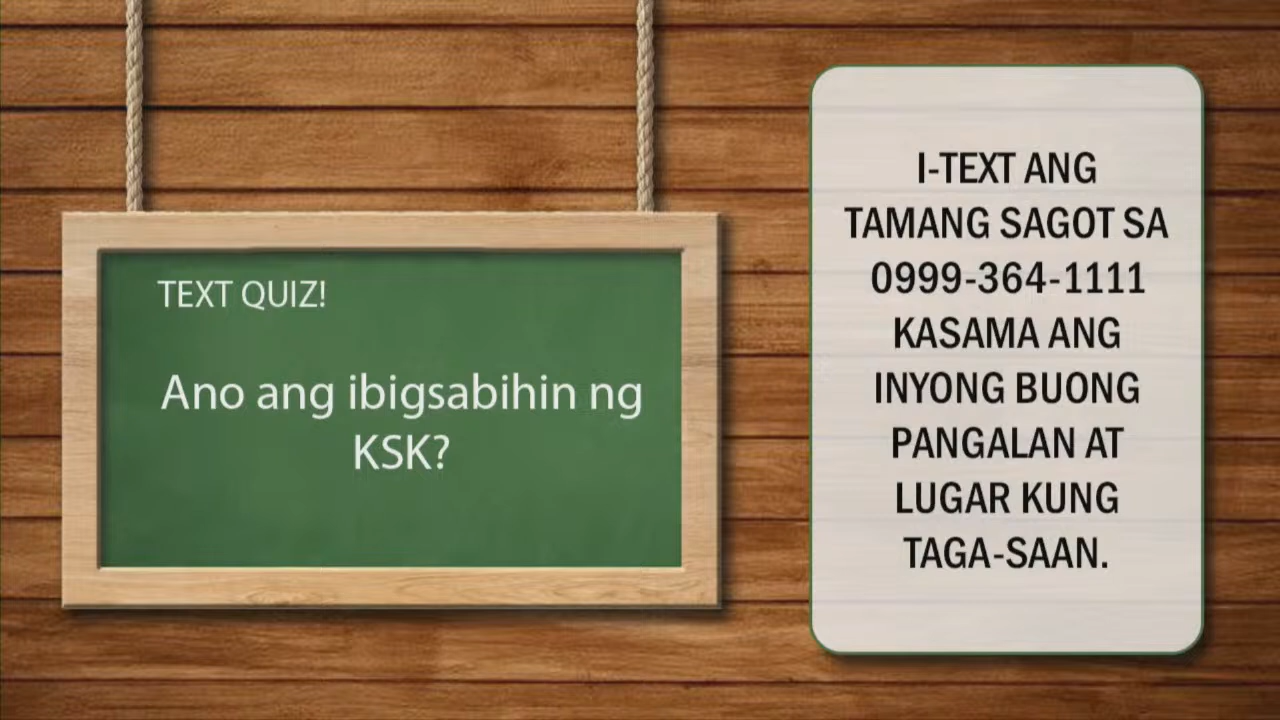 TEXT QUIZ!
Ano ang ibigsabihin ng
KSK?
I-TEXT ANG
TAMANG SAGOT SA
0999-364-1111
KASAMA ANG
INYONG BUONG
PANGALAN AT
LUGAR KUNG
TAGA-SAAN.